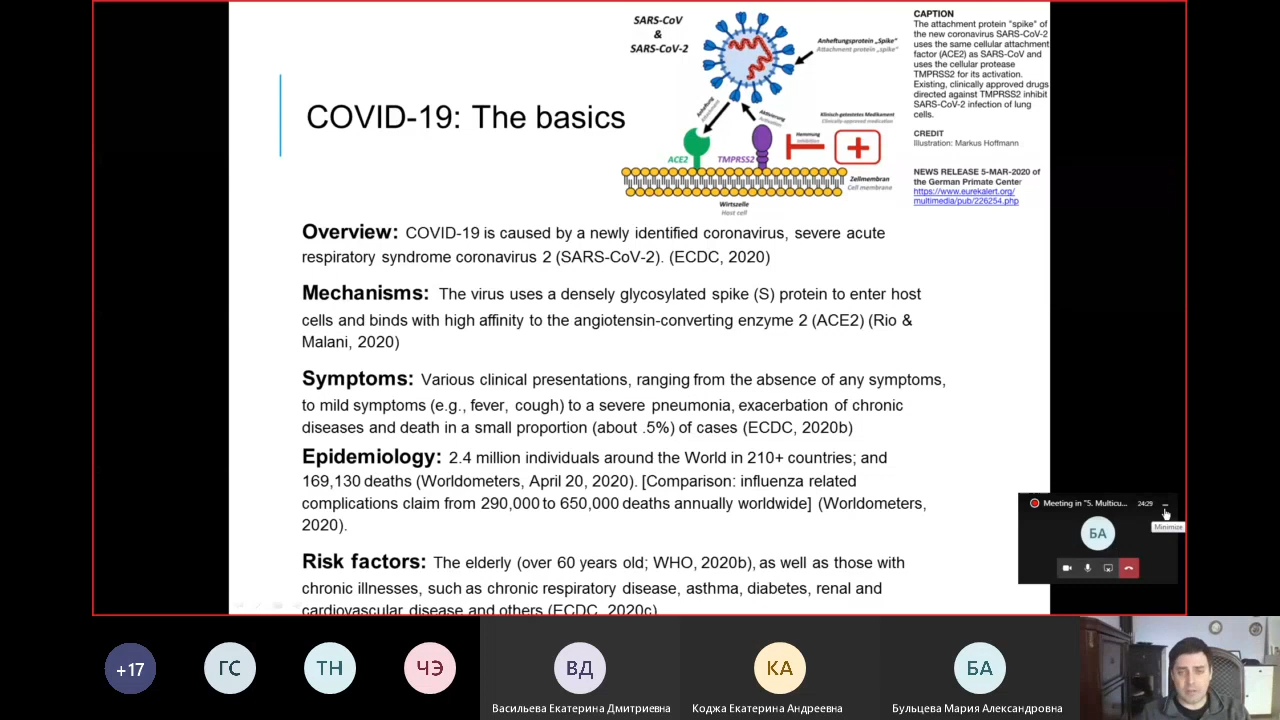 SARS-CoV
&
SARS-CoV-2
Anheftungsprotein „Spike"
Attachment protein „spike"
Anheftung
Attachment
Aktivierung
Activation
Klinisch getestetes Medikament
Clinically-approved medication
Hemmung
Inhibition
ACE2
TMPRSS2
Zellmembran
Cell membrane
Wirtszelle
Host cell
CAPTION
The attachment protein "spike" of
the new coronavirus SARS-CoV-2
uses the same cellular attachment
factor (ACE2) as SARS-CoV and
uses the cellular protease
TMPRSS2 for its activation.
Existing, clinically approved drugs
directed against TMPRSS2 inhibit
SARS-CoV-2 infection of lung
cells.
CREDIT
Illustration: Markus Hoffmann
NEWS RELEASE 5-MAR-2020 of
the German Primate Center
https://www.eurekalert.org/
multimedia/pub/226254.php
COVID-19: The basics
Overview: COVID-19 is caused by a newly identified coronavirus, severe acute
respiratory syndrome coronavirus 2 (SARS-CoV-2). (ECDC, 2020)
Mechanisms: The virus uses a densely glycosylated spike (S) protein to enter host
cells and binds with high affinity to the angiotensin-converting enzyme 2 (ACE2) (Rio &
Malani, 2020)
Symptoms: Various clinical presentations, ranging from the absence of any symptoms,
to mild symptoms (e.g., fever, cough) to a severe pneumonia, exacerbation of chronic
diseases and death in a small proportion (about .5%) of cases (ECDC, 2020b)
Epidemiology: 2.4 million individuals around the World in 210+ countries; and
169,130 deaths (Worldometers, April 20, 2020). [Comparison: influenza related
complications claim from 290,000 to 650,000 deaths annually worldwide] (Worldometers,
2020).
Risk factors: The elderly (over 60 years old; WHO, 2020b), as well as those with
chronic illnesses, such as chronic respiratory disease, asthma, diabetes, renal and
cardiovascular disease and others (ECDC, 2020c)
Meeting in "5. Multicu... 24:29
Minimize
БА
+17
ГС
ТН
ЧЭ
ВД
КА
БА
Васильева Екатерина Дмитриевна
Коджа Екатерина Андреевна
Бульцева Мария Александровна